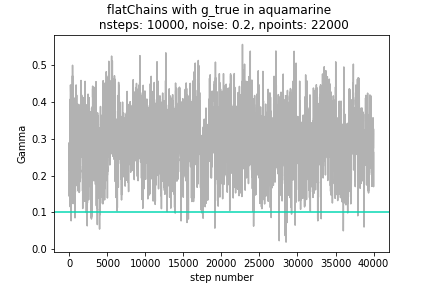 flatChains with g_true in aquamarine
nsteps: 10000, noise: 0.2, npoints: 22000
Gamma
0.5
0.4
0.3
0.2
0.1
0.0
0 5000 10000 15000 20000 25000 30000 35000 40000
step number